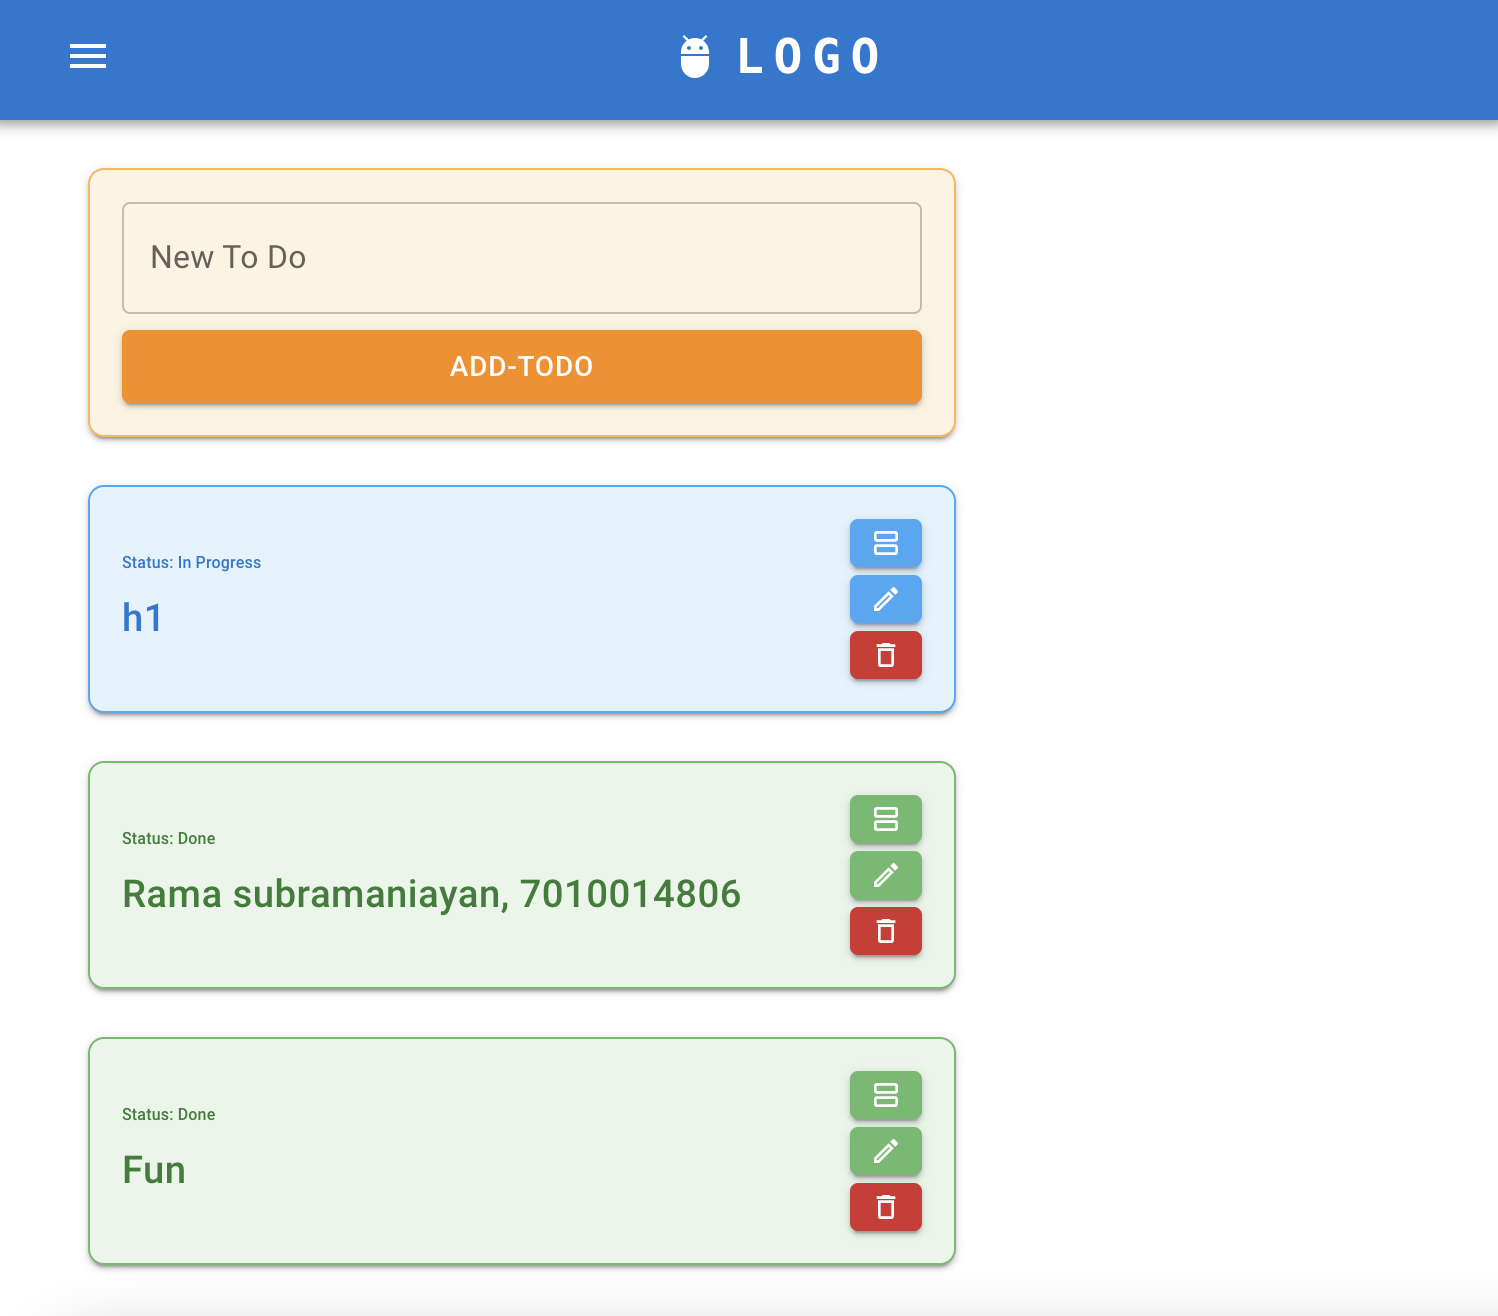 LOGO
New To Do
ADD-TODO
Status: In Progress
h1
Status: Done
Rama subramaniayan, 7010014806
Status: Done
Fun